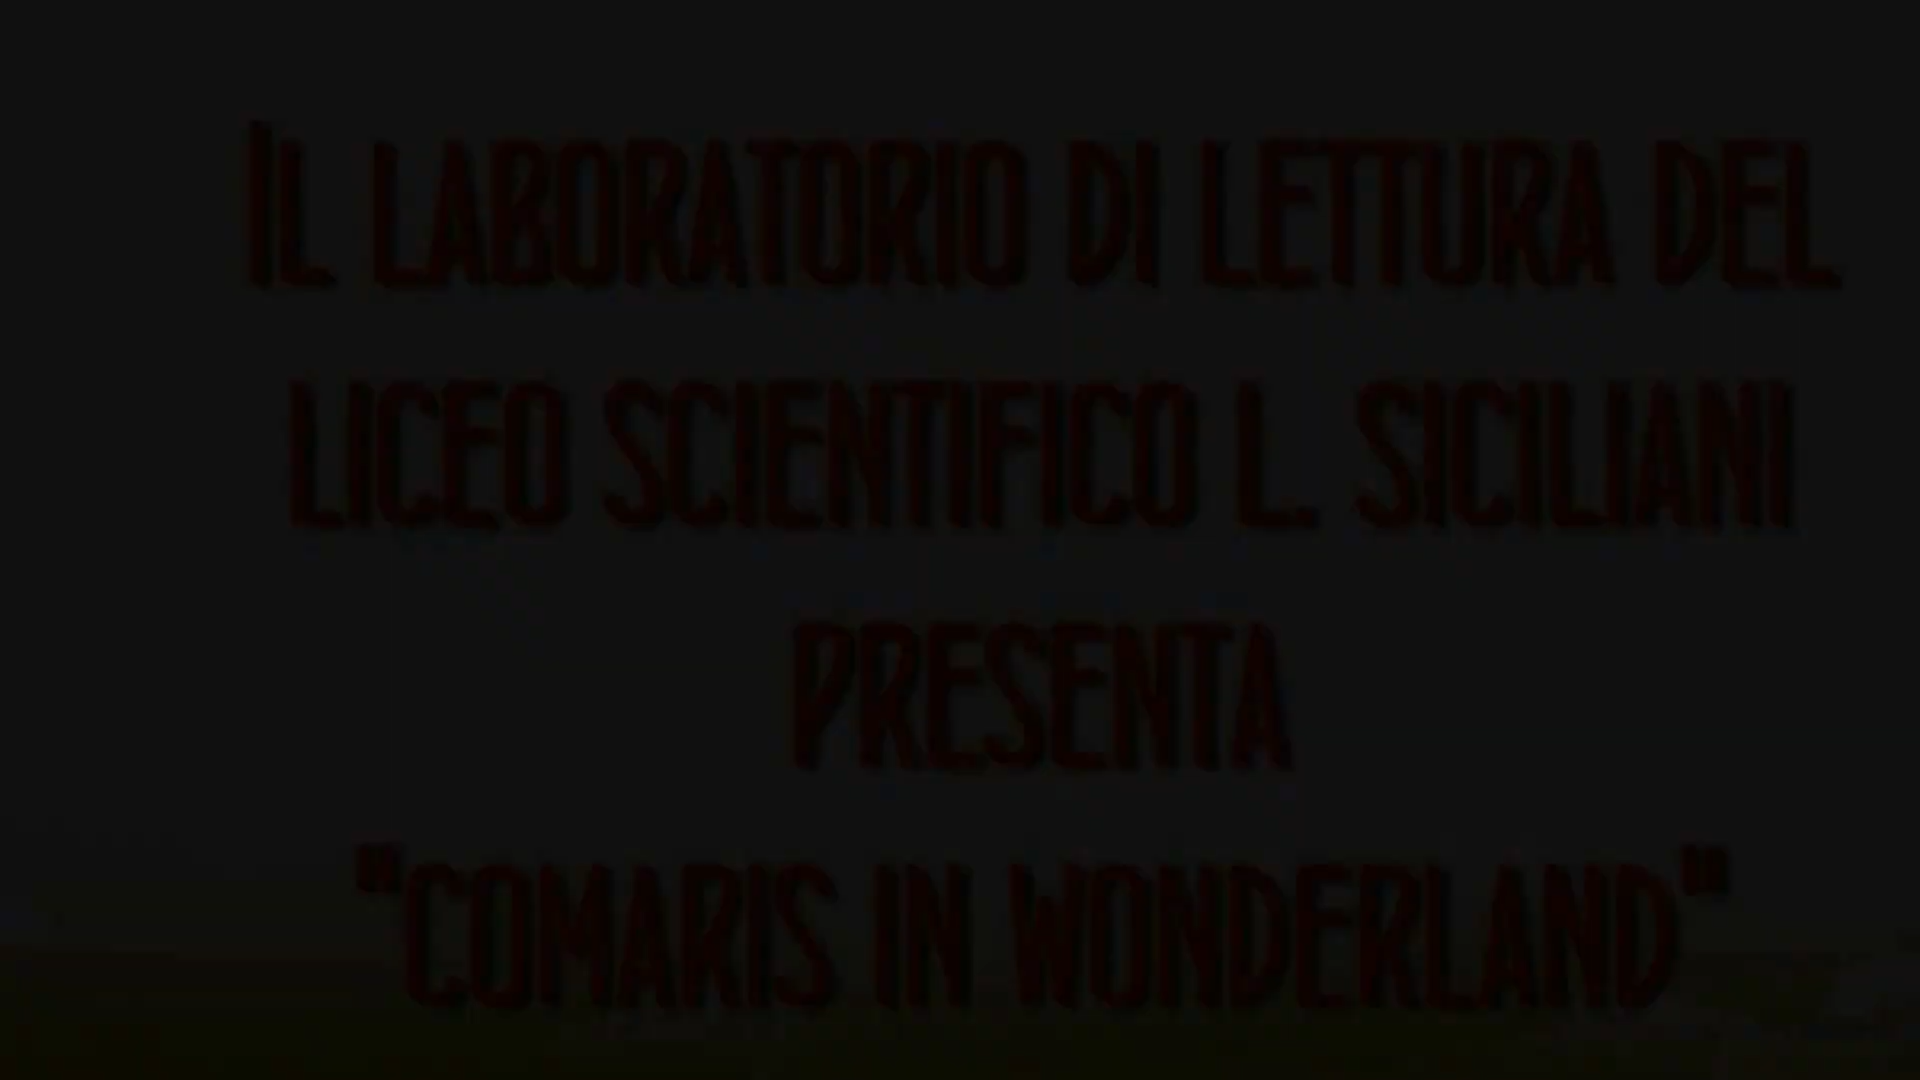 Il laboratorio di lettura del
liceo scientifico L. Siciliani
presenta
"Comaris in Wonderland"